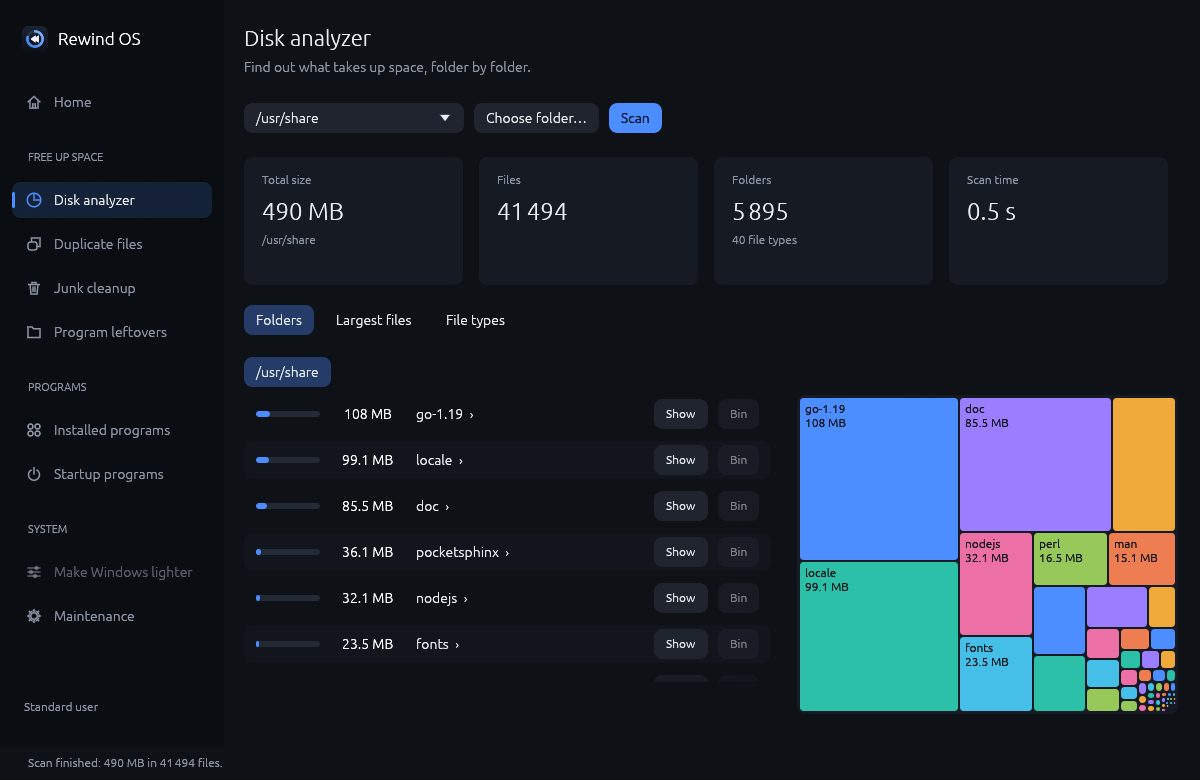 Rewind OS
Home
FREE UP SPACE
Disk analyzer
Duplicate files
Junk cleanup
Program leftovers
PROGRAMS
Installed programs
Startup programs
SYSTEM
Make Windows lighter
Maintenance
Standard user
Scan finished: 490 MB in 41 494 files.
Disk analyzer
Find out what takes up space, folder by folder.
/usr/share
Choose folder…
Scan
Total size
490 MB
/usr/share
Files
41 494
Folders
5 895
40 file types
Scan time
0.5 s
Folders
Largest files
File types
/usr/share
108 MB go-1.19 › Show Bin
99.1 MB locale › Show Bin
85.5 MB doc › Show Bin
36.1 MB pocketsphinx › Show Bin
32.1 MB nodejs › Show Bin
23.5 MB fonts › Show Bin
go-1.19
108 MB
doc
85.5 MB
locale
99.1 MB
nodejs
32.1 MB
perl
16.5 MB
man
15.1 MB
fonts
23.5 MB